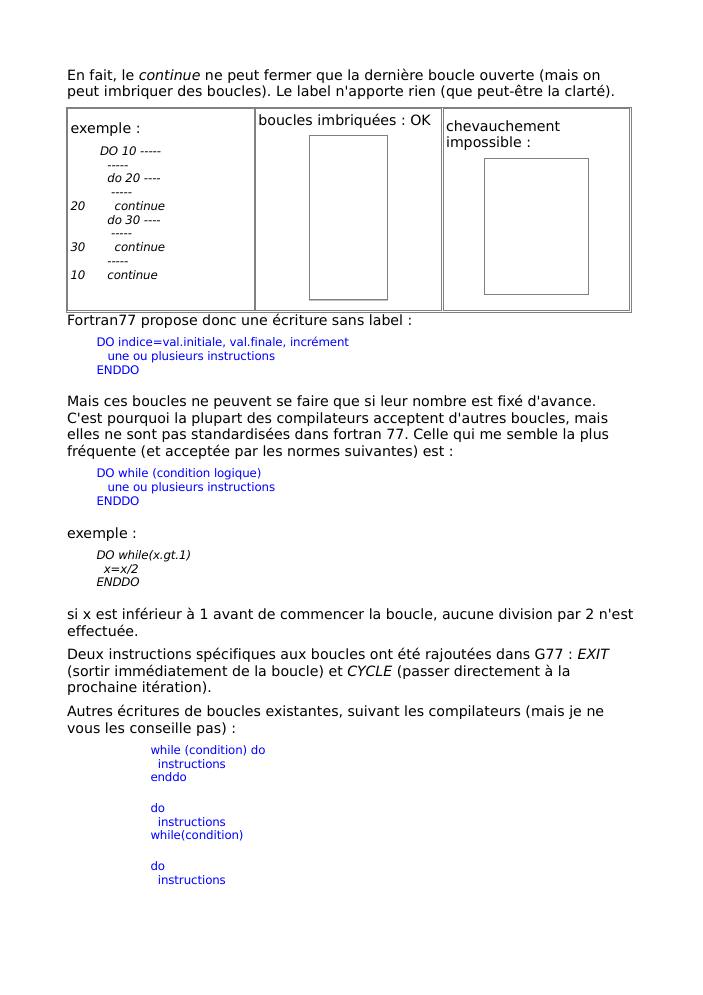 En fait, le continue ne peut fermer que la dernière boucle ouverte (mais on
peut imbriquer des boucles). Le label n'apporte rien (que peut-être la clarté).
exemple :
DO 10 -----
-----
do 20 ----
-----
20 continue
do 30 ----
-----
30 continue
-----
10 continue
boucles imbriquées : OK
chevauchement
impossible :
Fortran77 propose donc une écriture sans label :
DO indice=val.initiale, val.finale, incrément
une ou plusieurs instructions
ENDDO
Mais ces boucles ne peuvent se faire que si leur nombre est fixé d'avance.
C'est pourquoi la plupart des compilateurs acceptent d'autres boucles, mais
elles ne sont pas standardisées dans fortran 77. Celle qui me semble la plus
fréquente (et acceptée par les normes suivantes) est :
DO while (condition logique)
une ou plusieurs instructions
ENDDO
exemple :
DO while(x.gt.1)
x=x/2
ENDDO
si x est inférieur à 1 avant de commencer la boucle, aucune division par 2 n'est
effectuée.
Deux instructions spécifiques aux boucles ont été rajoutées dans G77 : EXIT
(sortir immédiatement de la boucle) et CYCLE (passer directement à la
prochaine itération).
Autres écritures de boucles existantes, suivant les compilateurs (mais je ne
vous les conseille pas) :
while (condition) do
instructions
enddo
do
instructions
while(condition)
do
instructions